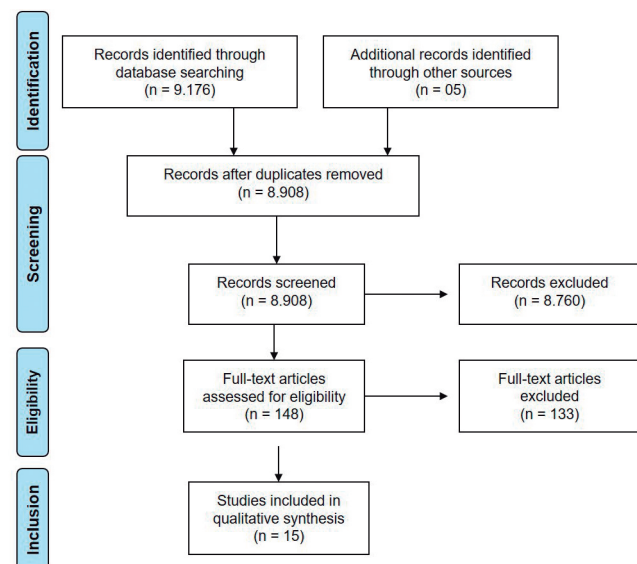 Identification
Records identified through
database searching
(n = 9.176)
Additional records identified
through other sources
(n = 05)
Screening
Records after duplicates removed
(n = 8.908)
Records screened
(n = 8.908)
Records excluded
(n = 8.760)
Eligibility
Full-text articles
assessed for eligibility
(n = 148)
Full-text articles
excluded
(n = 133)
Inclusion
Studies included in
qualitative synthesis
(n = 15)